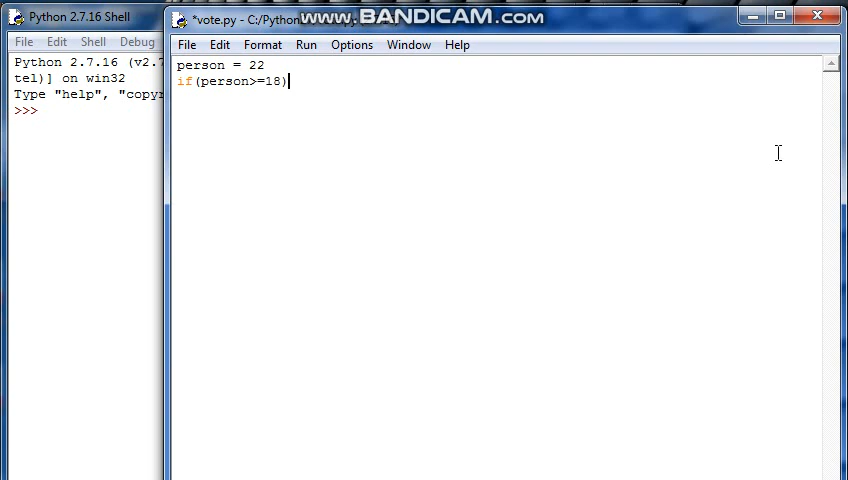 Python 2.7.16 Shell
*vote.py - C:/Python
www.BANDICAM.com
File Edit Shell Debug
File Edit Format Run Options Window Help
Python 2.7.16 (v2.7
tel)] on win32
Type "help", "copyr
>>>
person = 22
if(person>=18)